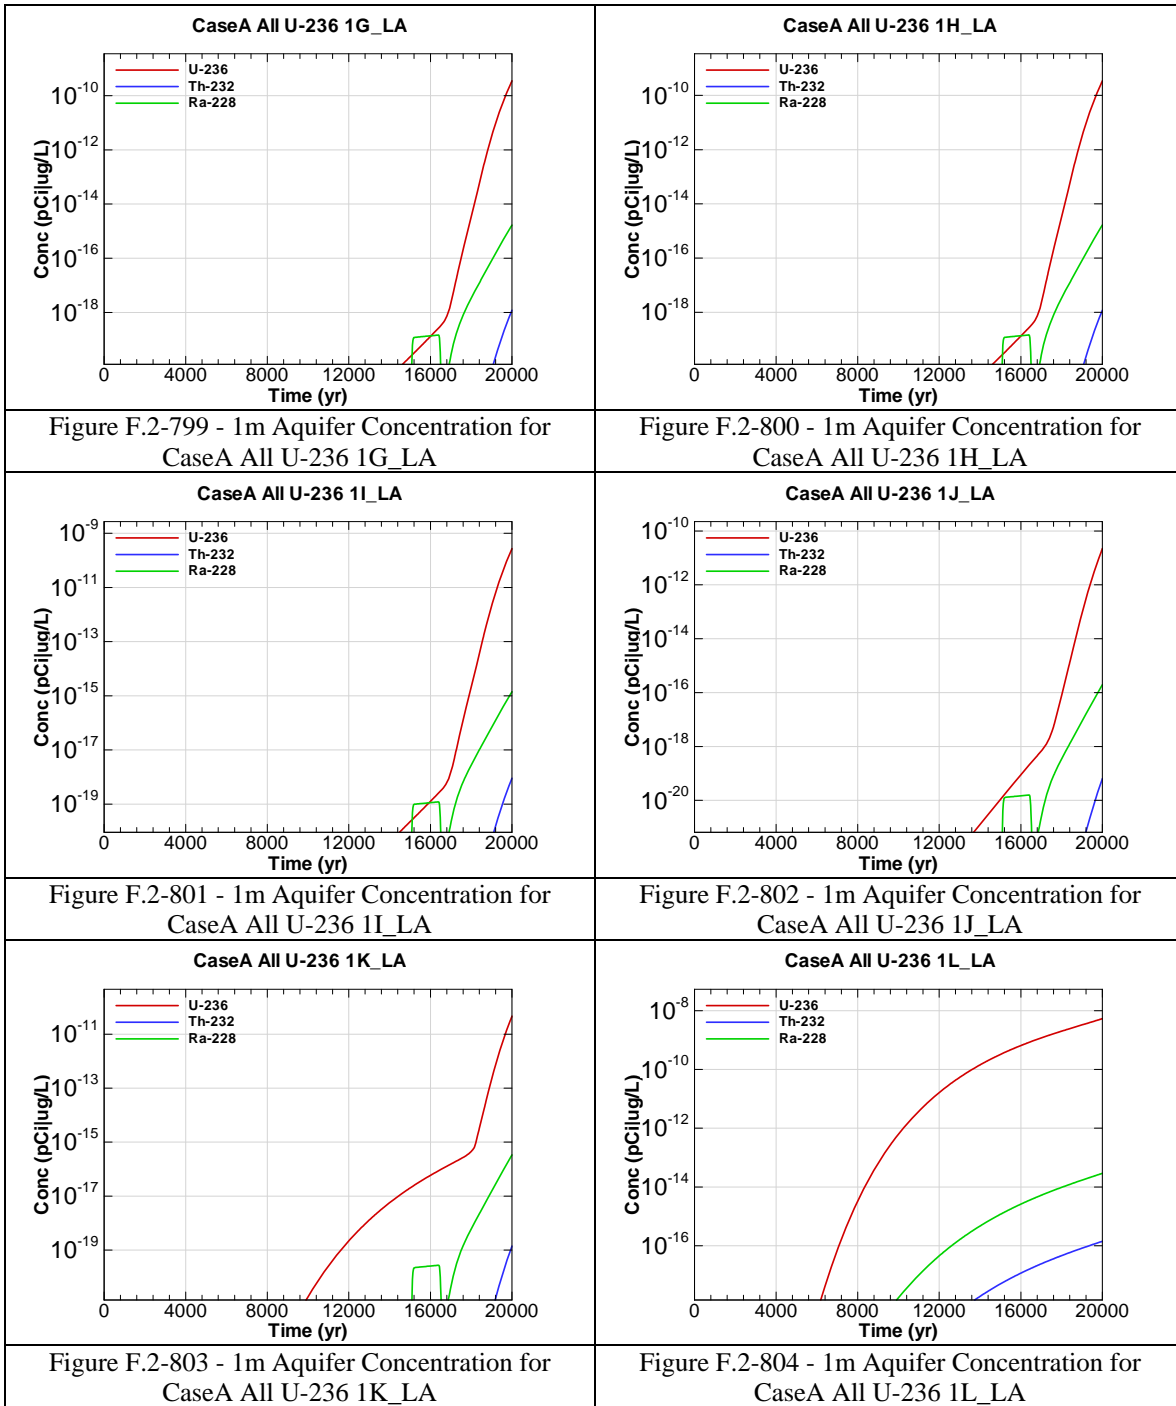 CaseA All U-236 1G_LA
U-236
Th-232
Ra-228
Conc (pCi|ug/L)
10-10
10-12
10-14
10-16
10-18
0 4000 8000 12000 16000 20000
Time (yr)
Figure F.2-799 - 1m Aquifer Concentration for
CaseA All U-236 1G_LA
CaseA All U-236 1H_LA
U-236
Th-232
Ra-228
Conc (pCi|ug/L)
10-10
10-12
10-14
10-16
10-18
0 4000 8000 12000 16000 20000
Time (yr)
Figure F.2-800 - 1m Aquifer Concentration for
CaseA All U-236 1H_LA
CaseA All U-236 1I_LA
U-236
Th-232
Ra-228
Conc (pCi|ug/L)
10-9
10-11
10-13
10-15
10-17
10-19
0 4000 8000 12000 16000 20000
Time (yr)
Figure F.2-801 - 1m Aquifer Concentration for
CaseA All U-236 1I_LA
CaseA All U-236 1J_LA
U-236
Th-232
Ra-228
Conc (pCi|ug/L)
10-10
10-12
10-14
10-16
10-18
10-20
0 4000 8000 12000 16000 20000
Time (yr)
Figure F.2-802 - 1m Aquifer Concentration for
CaseA All U-236 1J_LA
CaseA All U-236 1K_LA
U-236
Th-232
Ra-228
Conc (pCi|ug/L)
10-11
10-13
10-15
10-17
10-19
0 4000 8000 12000 16000 20000
Time (yr)
Figure F.2-803 - 1m Aquifer Concentration for
CaseA All U-236 1K_LA
CaseA All U-236 1L_LA
U-236
Th-232
Ra-228
Conc (pCi|ug/L)
10-8
10-10
10-12
10-14
10-16
0 4000 8000 12000 16000 20000
Time (yr)
Figure F.2-804 - 1m Aquifer Concentration for
CaseA All U-236 1L_LA